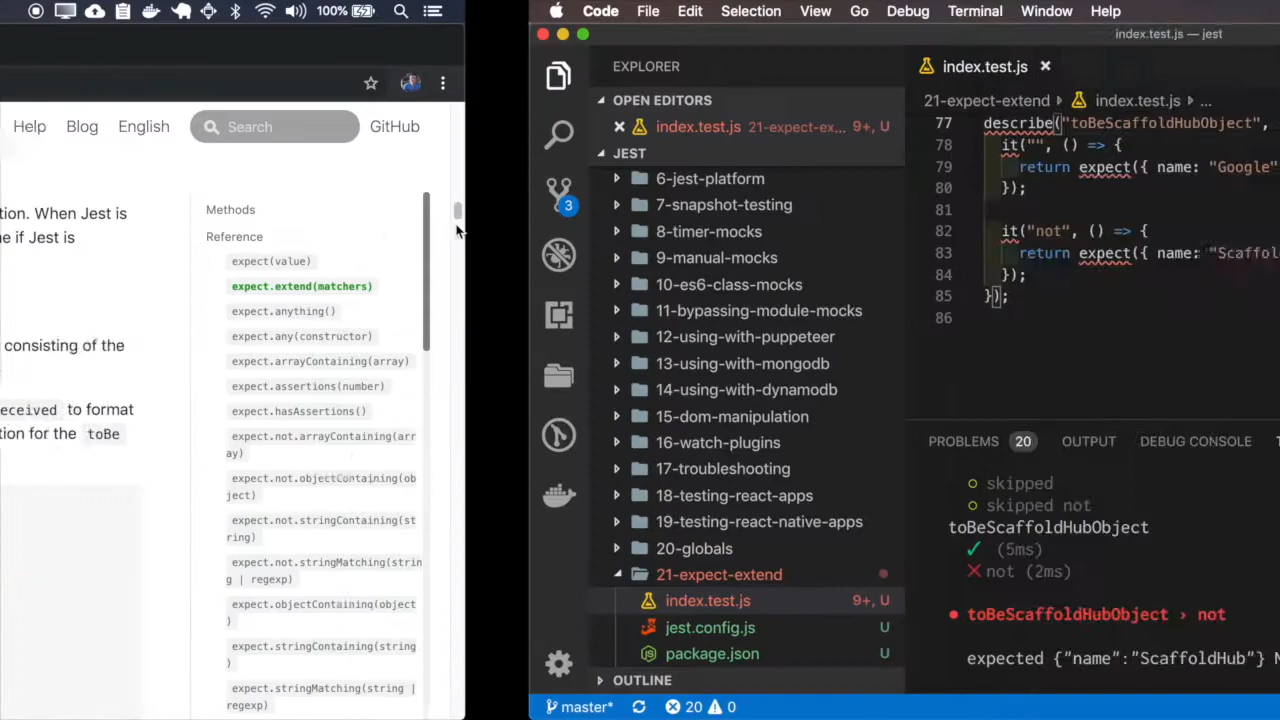 100%
Help Blog English Search GitHub
tion. When Jest is
e if Jest is
consisting of the
eceived to format
tion for the toBe
Methods
Reference
expect(value)
expect.extend(matchers)
expect.anything()
expect.any(constructor)
expect.arrayContaining(array)
expect.assertions(number)
expect.hasAssertions()
expect.not.arrayContaining(arr
ay)
expect.not.objectContaining(ob
ject)
expect.not.stringContaining(st
ring)
expect.not.stringMatching(strin
g | regexp)
expect.objectContaining(object
)
expect.stringContaining(string
)
expect.stringMatching(string |
regexp)
Code File Edit Selection View Go Debug Terminal Window Help
index.test.js — jest
EXPLORER
OPEN EDITORS
index.test.js 21-expect-ex... 9+, U
JEST
6-jest-platform
7-snapshot-testing
8-timer-mocks
9-manual-mocks
10-es6-class-mocks
11-bypassing-module-mocks
12-using-with-puppeteer
13-using-with-mongodb
14-using-with-dynamodb
15-dom-manipulation
16-watch-plugins
17-troubleshooting
18-testing-react-apps
19-testing-react-native-apps
20-globals
21-expect-extend
index.test.js 9+, U
jest.config.js U
package.json U
OUTLINE
3
index.test.js
21-expect-extend index.test.js ...
77 describe("toBeScaffoldHubObject",
78 it("", () => {
79 return expect({ name: "Google"
80 });
81
82 it("not", () => {
83 return expect({ name: "Scaffol
84 });
85 });
86
PROBLEMS 20 OUTPUT DEBUG CONSOLE
skipped
skipped not
toBeScaffoldHubObject
✓ (5ms)
✕ not (2ms)
● toBeScaffoldHubObject › not
expected {"name":"ScaffoldHub"} N
master* 20 0